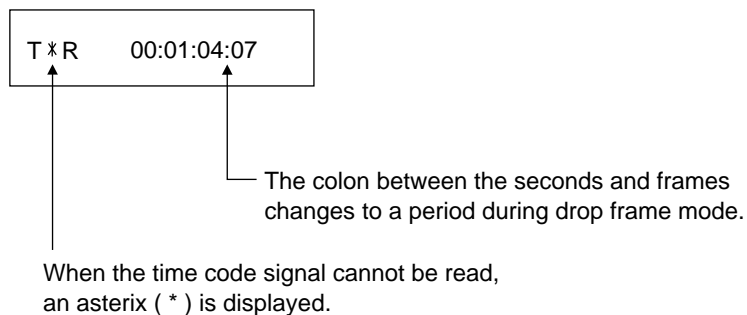 T*R 00:01:04:07
The colon between the seconds and frames
changes to a period during drop frame mode.
When the time code signal cannot be read,
an asterix ( * ) is displayed.